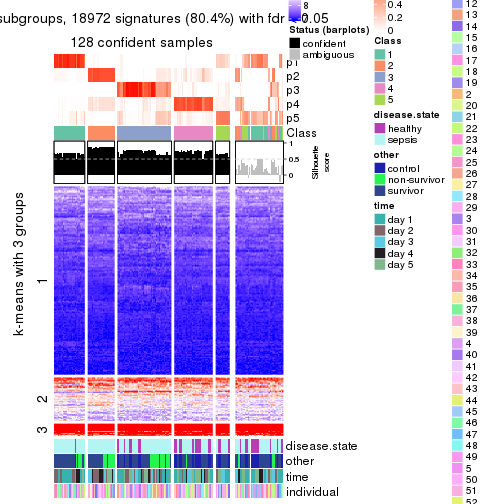 subgroups, 18972 signatures (80.4%) with fdr < 0.05
128 confident samples
p1
p2
p3
p4
p5
Class
1
0.5
0
Silhouette
score
k-means with 3 groups
1
2
3
disease.state
other
time
individual
8
0
Status (barplots)
confident
ambiguous
0.4
0.2
0
Class
1
2
3
4
5
disease.state
healthy
sepsis
other
control
non-survivor
survivor
time
day 1
day 2
day 3
day 4
day 5
12
13
14
15
16
17
18
19
2
20
21
22
23
24
25
26
27
28
29
3
30
31
32
33
34
35
36
37
38
39
4
40
41
42
43
44
45
46
47
48
49
5
50
51
52